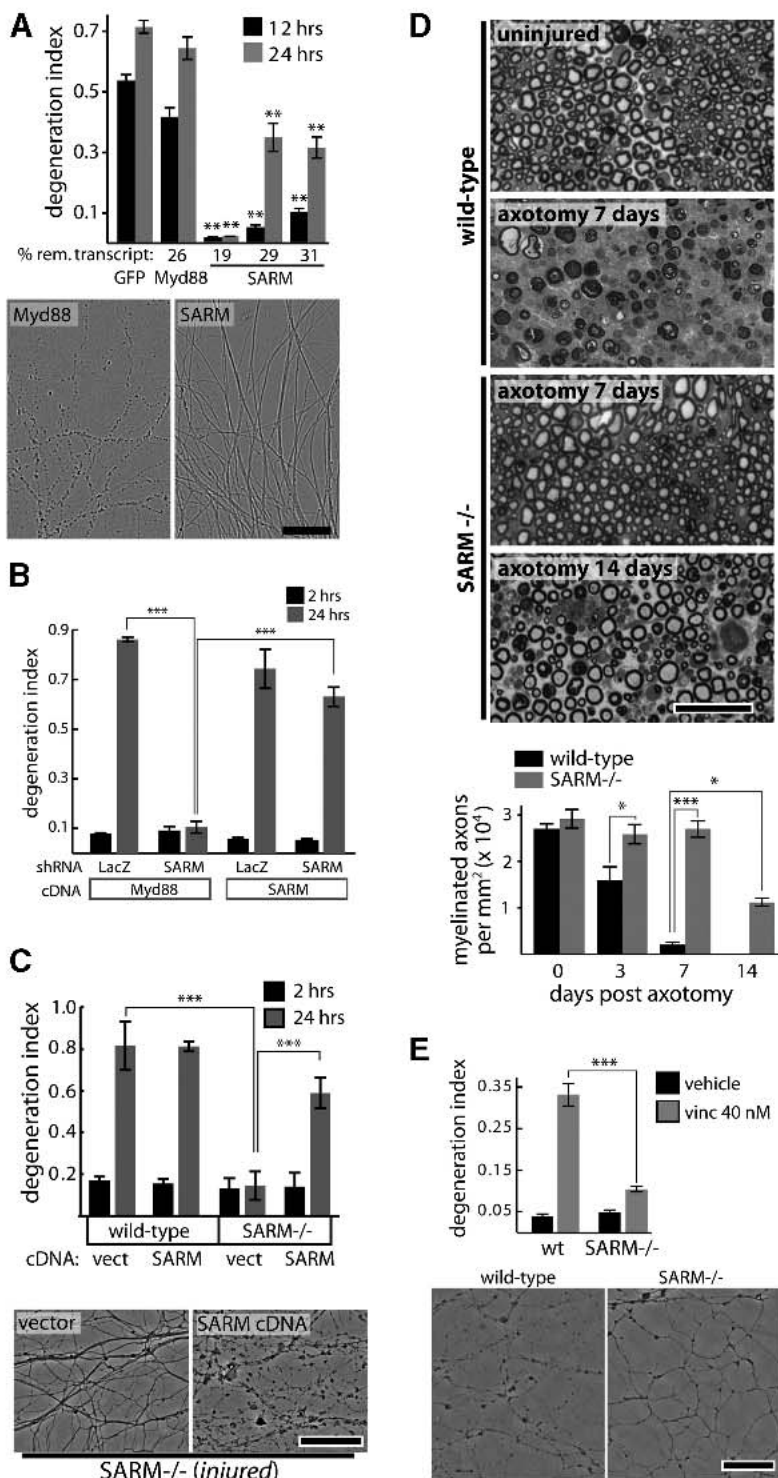 A
0.7
0.5
0.3
0.1
degeneration index
12 hrs
24 hrs
** **
**
**
**
**
% rem. transcript: 26 19 29 31
GFP Myd88 SARM
Myd88
SARM
B
2 hrs
24 hrs
0.9
0.7
0.5
0.3
0.1
degeneration index
***
***
shRNA LacZ SARM LacZ SARM
cDNA Myd88 SARM
C
2 hrs
24 hrs
1.0
0.8
0.6
0.4
0.2
degeneration index
***
***
wild-type SARM-/-
cDNA: vect SARM vect SARM
vector
SARM cDNA
SARM-/- (injured)
D
wild-type
uninjured
axotomy 7 days
SARM -/-
axotomy 7 days
axotomy 14 days
wild-type
SARM-/-
myelinated axons
per mm² (x 10⁴)
3
2
1
*
***
*
0 3 7 14
days post axotomy
E
degeneration index
0.35
0.25
0.15
0.05
***
vehicle
vinc 40 nM
wt SARM-/-
wild-type SARM-/-